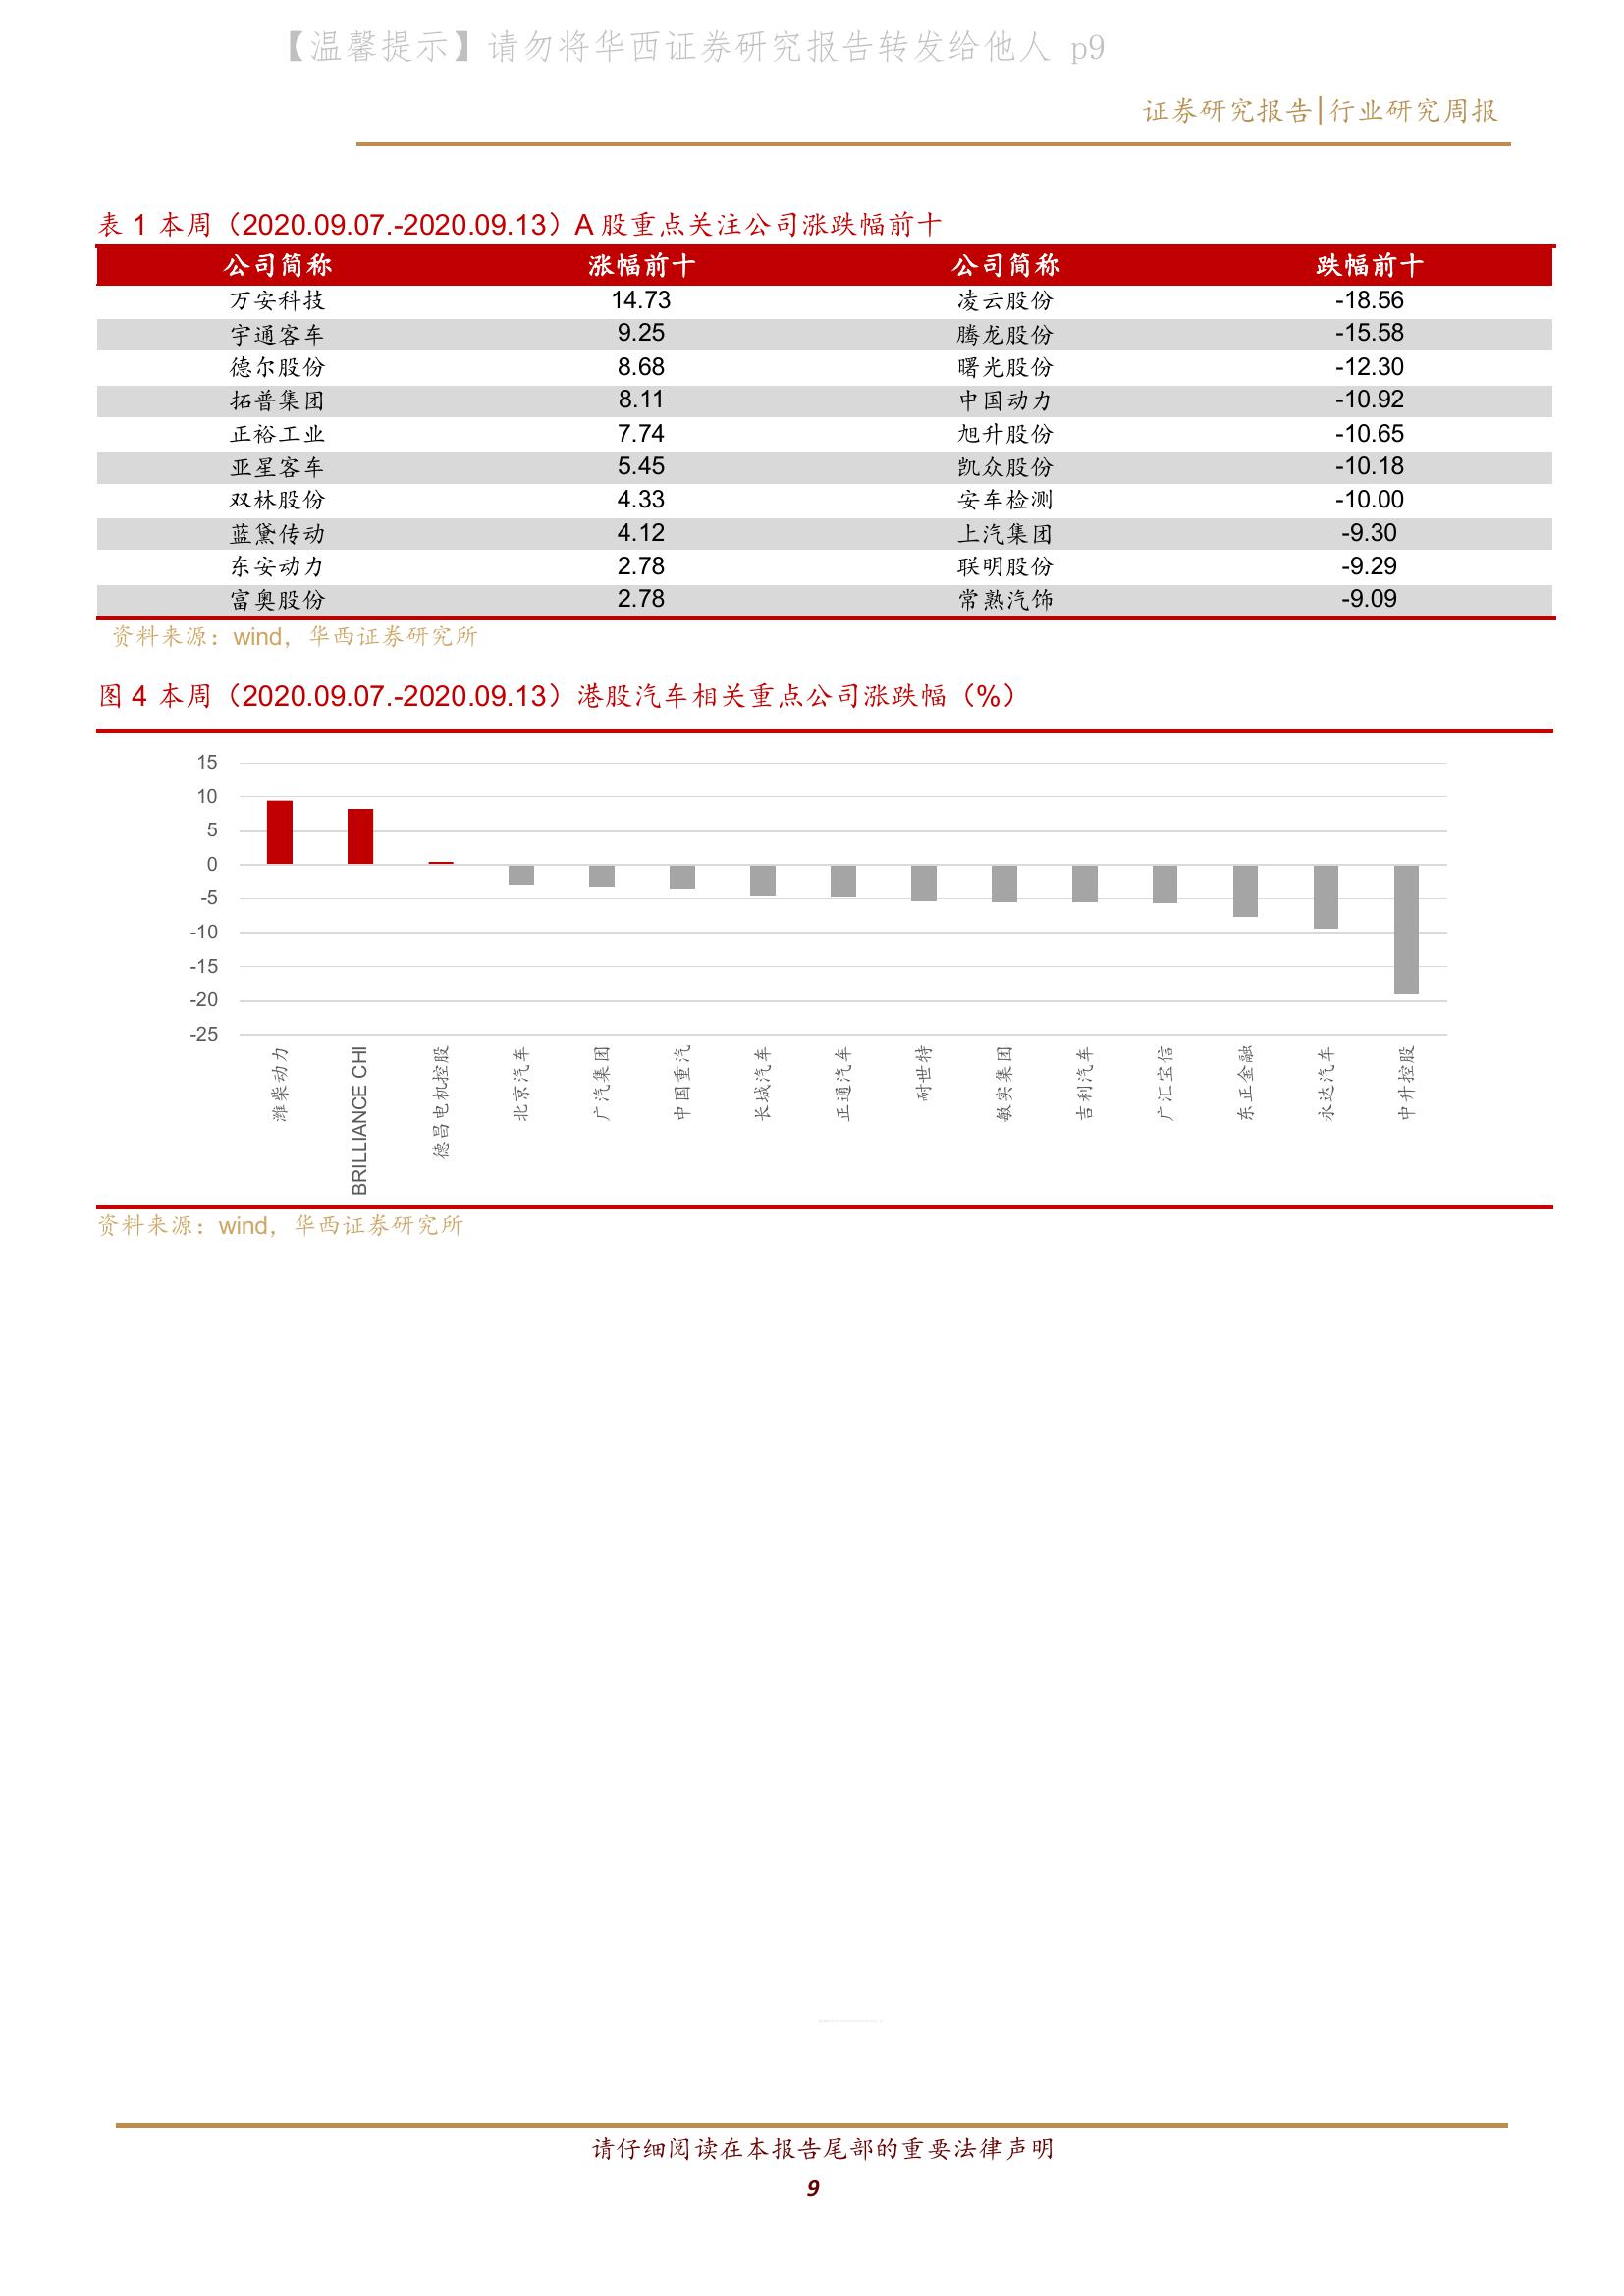 【温馨提示】请勿将华西证券研究报告转发给他人 p9
证券研究报告|行业研究周报
表 1 本周（2020.09.07.-2020.09.13）A 股重点关注公司涨跌幅前十
公司简称 涨幅前十 公司简称 跌幅前十
万安科技 14.73 凌云股份 -18.56
宇通客车 9.25 腾龙股份 -15.58
德尔股份 8.68 曙光股份 -12.30
拓普集团 8.11 中国动力 -10.92
正裕工业 7.74 旭升股份 -10.65
亚星客车 5.45 凯众股份 -10.18
双林股份 4.33 安车检测 -10.00
蓝黛传动 4.12 上汽集团 -9.30
东安动力 2.78 联明股份 -9.29
富奥股份 2.78 常熟汽饰 -9.09
资料来源：wind，华西证券研究所
图 4 本周（2020.09.07.-2020.09.13）港股汽车相关重点公司涨跌幅（%）
15
10
5
0
-5
-10
-15
-20
-25
潍柴动力
BRILLIANCE CHI
德昌电机控股
北京汽车
广汽集团
中国重汽
长城汽车
正通汽车
耐世特
敏实集团
吉利汽车
广汇宝信
东正金融
永达汽车
中升控股
资料来源：wind，华西证券研究所
请仔细阅读在本报告尾部的重要法律声明
9